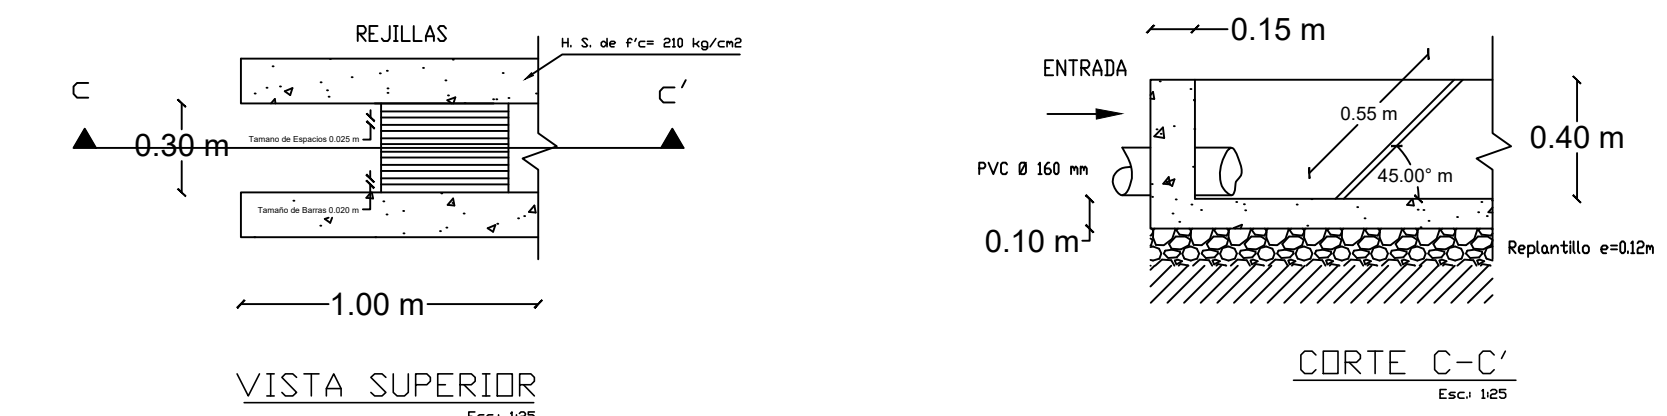 REJILLAS
H. S. de f'c= 210 kg/cm2
C
C'
0.30 m
Tamano de Espacios 0.025 m
Tamaño de Barras 0.020 m
1.00 m
VISTA SUPERIOR
Esc.: 1:25
0.15 m
ENTRADA
0.55 m
0.40 m
PVC Ø 160 mm
45.00° m
0.10 m
Replantillo e=0.12m
CORTE C-C'
Esc.: 1:25